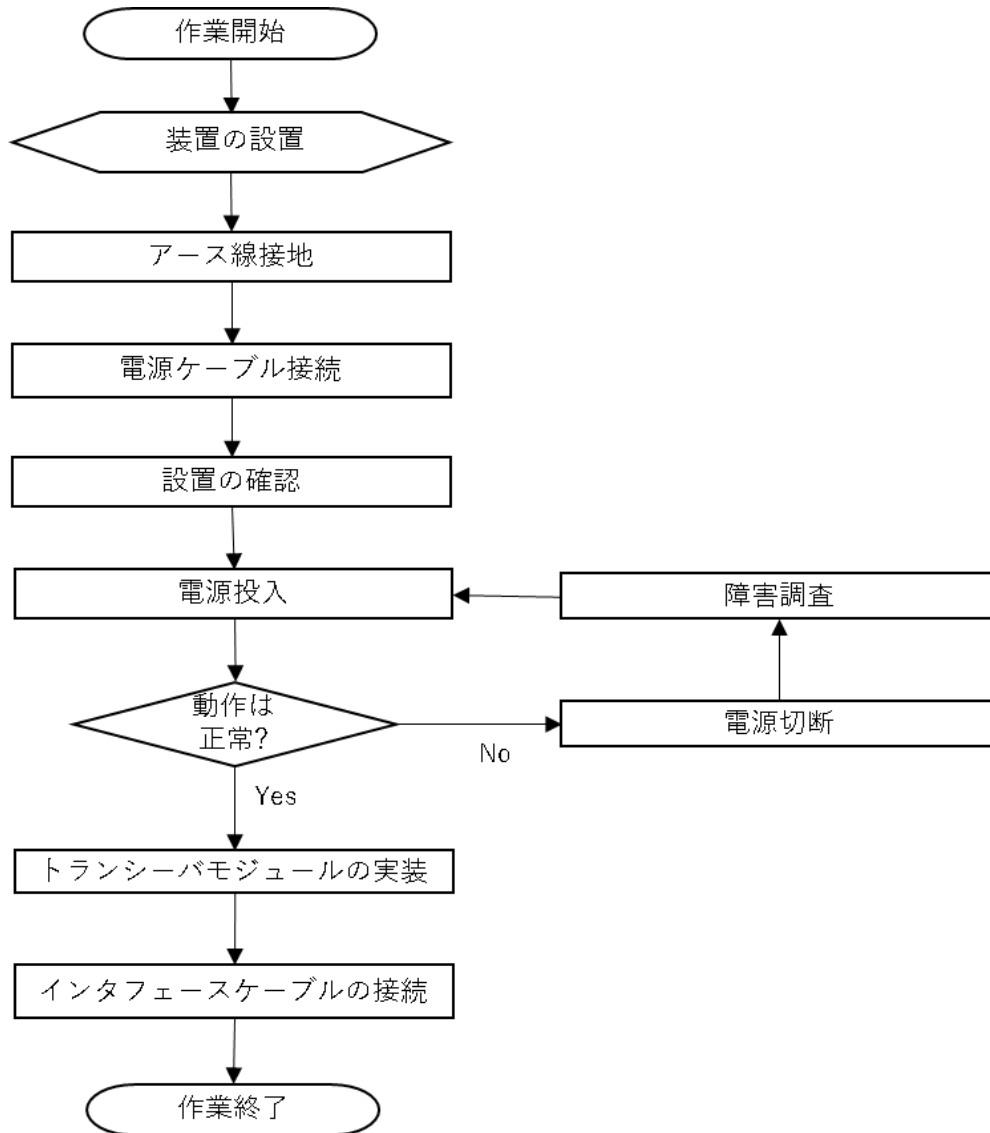 作業開始
装置の設置
アース線接地
電源ケーブル接続
設置の確認
電源投入
障害調査
動作は
正常?
電源切断
No
Yes
トランシーバモジュールの実装
インタフェースケーブルの接続
作業終了